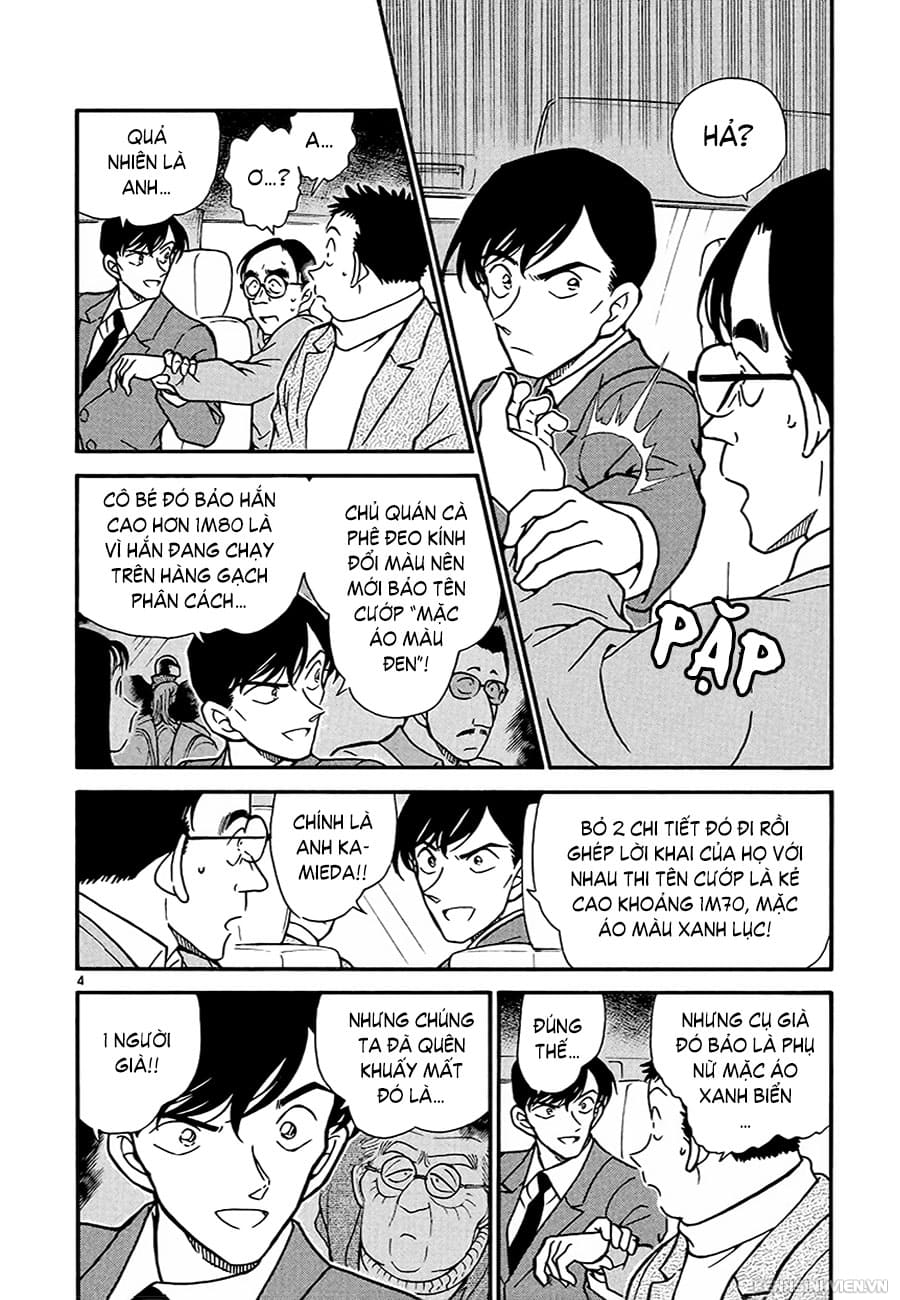 HẢ?
PẶP
A...
Ơ...?
QUẢ
NHIÊN LÀ
ANH...
CHỦ QUÁN CÀ
PHÊ ĐEO KÍNH
ĐỔI MÀU NÊN
MỚI BẢO TÊN
CƯỚP “MẶC
ÁO MÀU
ĐEN”!
CÔ BÉ ĐÓ BẢO HẮN
CAO HƠN 1M80 LÀ
VÌ HẮN ĐANG CHẠY
TRÊN HÀNG GẠCH
PHÂN CÁCH...
BỎ 2 CHI TIẾT ĐÓ ĐI RỒI
GHÉP LỜI KHAI CỦA HỌ VỚI
NHAU THI TÊN CƯỚP LÀ KẺ
CAO KHOẢNG 1M70, MẶC
ÁO MÀU XANH LỤC!
CHÍNH LÀ
ANH KA-
MIEDA!!
4
NHƯNG CỤ GIÀ
ĐÓ BẢO LÀ PHỤ
NỮ MẶC ÁO
XANH BIỂN
...
ĐÚNG
THẾ...
NHƯNG CHÚNG
TA ĐÃ QUÊN
KHUẤY MẤT
ĐÓ LÀ...
1 NGƯỜI
GIÀ!!